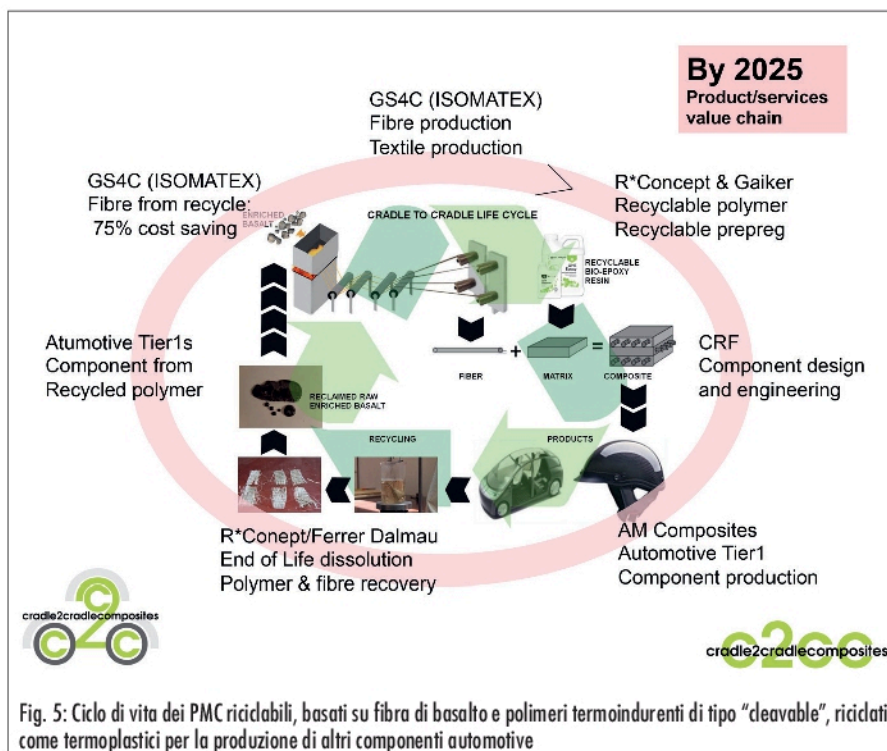 By 2025
Product/services
value chain
GS4C (ISOMATEX)
Fibre production
Textile production
GS4C (ISOMATEX)
Fibre from recycle:
75% cost saving
ENRICHED
BASALT
CRADLE TO CRADLE LIFE CYCLE
R*Concept & Gaiker
Recyclable polymer
Recyclable prepreg
RECYCLABLE
BIO-EPOXY
RESIN
Atumotive Tier1s
Component from
Recycled polymer
FIBER
+
MATRIX
=
COMPOSITE
CRF
Component design
and engineering
RECLAIMED RAW
ENRICHED BASALT
RECYCLING
PRODUCTS
R*Conept/Ferrer Dalmau
End of Life dissolution
Polymer & fibre recovery
AM Composites
Automotive Tier1
Component production
C
cradle2cradlecomposites
C2C
c2cc
cradle2cradlecomposites
Fig. 5: Ciclo di vita dei PMC riciclabili, basati su fibra di basalto e polimeri termoindurenti di tipo “cleavable”, riciclati
come termoplastici per la produzione di altri componenti automotive